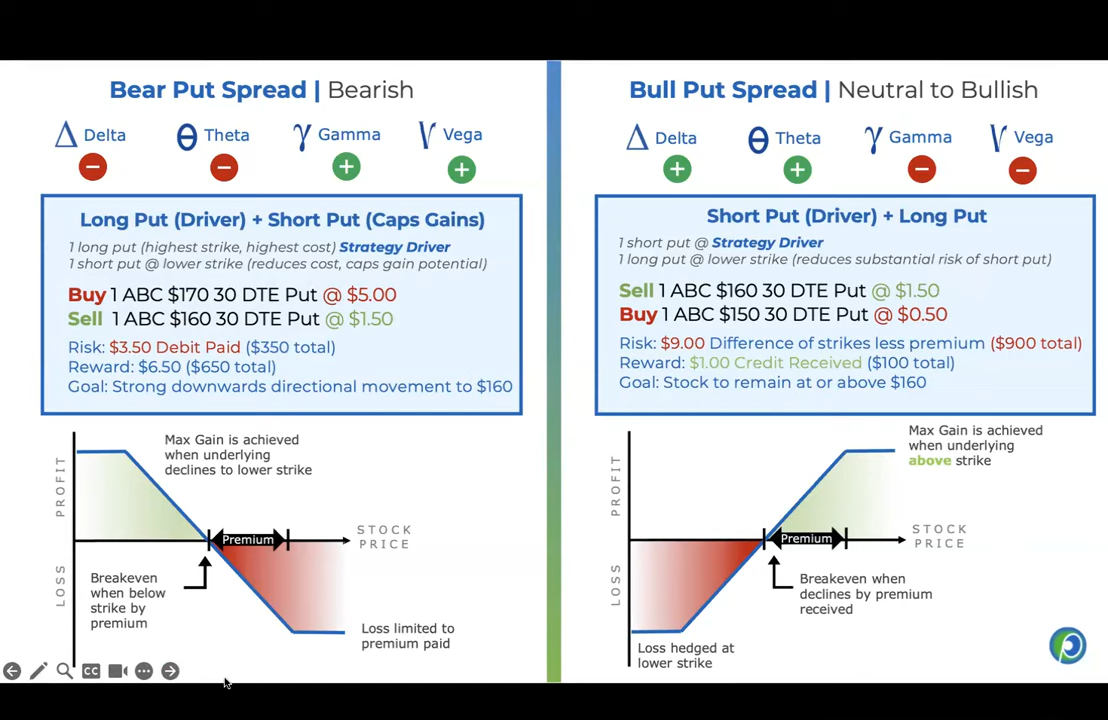 Bear Put Spread | Bearish
Δ Delta θ Theta γ Gamma V Vega
− − + +
Long Put (Driver) + Short Put (Caps Gains)
1 long put (highest strike, highest cost) Strategy Driver
1 short put @ lower strike (reduces cost, caps gain potential)
Buy 1 ABC $170 30 DTE Put @ $5.00
Sell 1 ABC $160 30 DTE Put @ $1.50
Risk: $3.50 Debit Paid ($350 total)
Reward: $6.50 ($650 total)
Goal: Strong downwards directional movement to $160
Max Gain is achieved
when underlying
declines to lower strike
PROFIT
LOSS
Premium
STOCK
PRICE
Breakeven
when below
strike by
premium
Loss limited to
premium paid
CC
Bull Put Spread | Neutral to Bullish
Δ Delta θ Theta γ Gamma V Vega
+ + − −
Short Put (Driver) + Long Put
1 short put @ Strategy Driver
1 long put @ lower strike (reduces substantial risk of short put)
Sell 1 ABC $160 30 DTE Put @ $1.50
Buy 1 ABC $150 30 DTE Put @ $0.50
Risk: $9.00 Difference of strikes less premium ($900 total)
Reward: $1.00 Credit Received ($100 total)
Goal: Stock to remain at or above $160
Max Gain is achieved
when underlying
above strike
PROFIT
LOSS
Premium
STOCK
PRICE
Breakeven when
declines by premium
received
Loss hedged at
lower strike